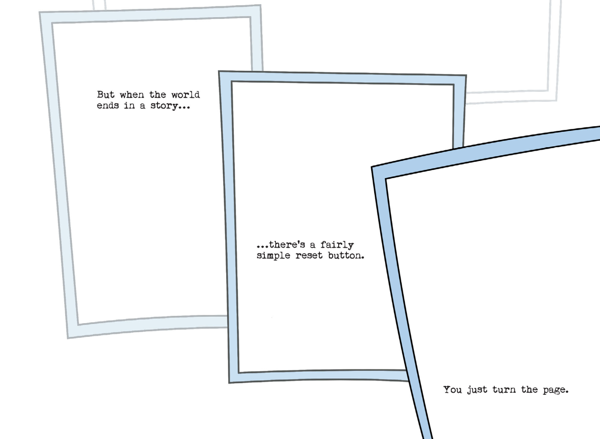 But when the world
ends in a story...
...there's a fairly
simple reset button.
You just turn the page.